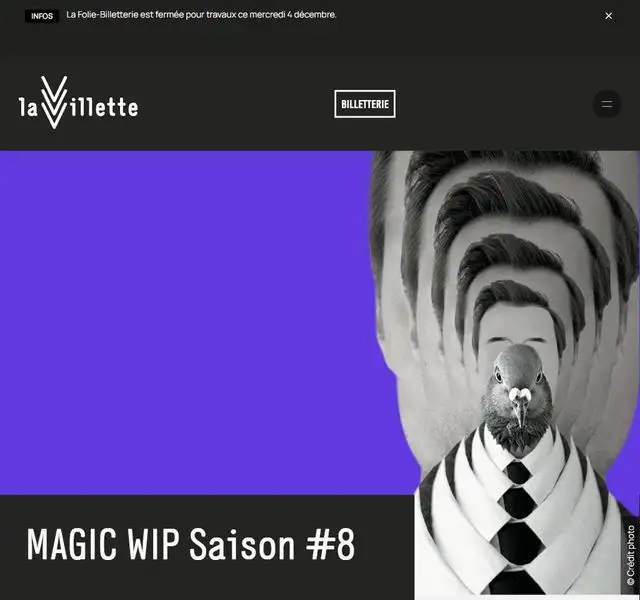 INFOS La Folie-Billetterie est fermée pour travaux ce mercredi 4 décembre.
la Villette
BILLETTERIE
MAGIC WIP Saison #8
© Crédit photo